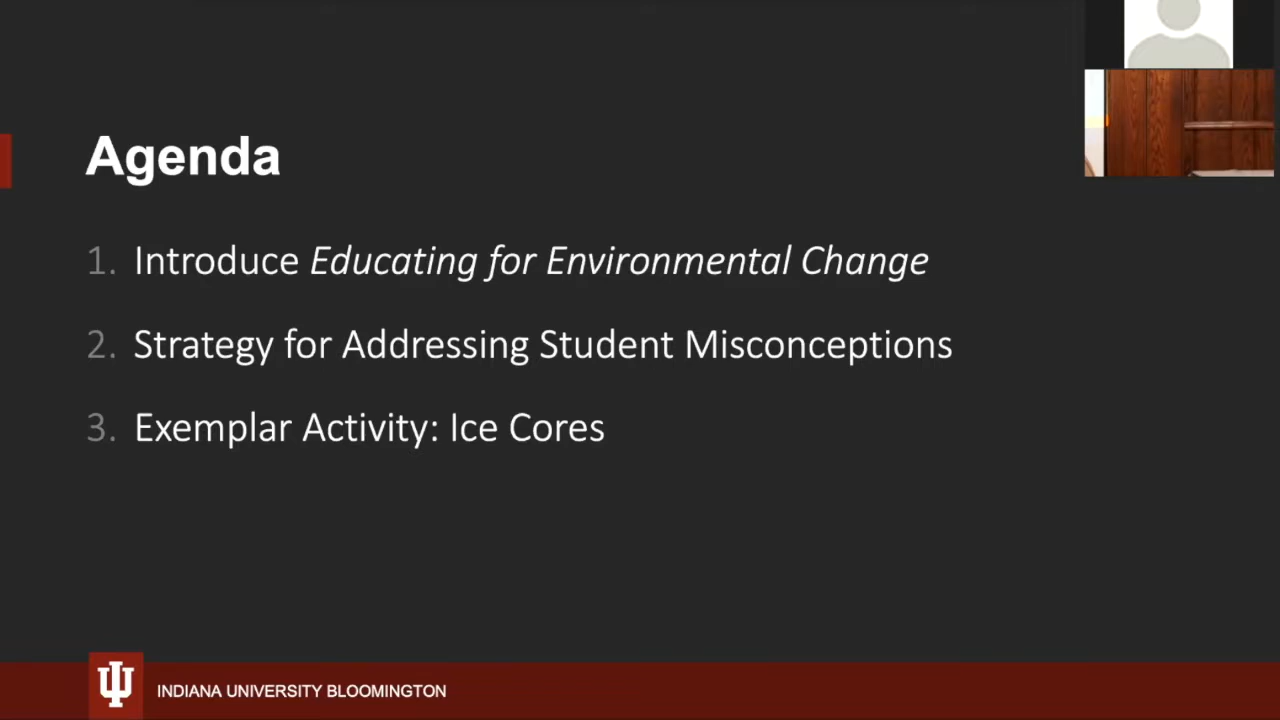 Agenda
1. Introduce Educating for Environmental Change
2. Strategy for Addressing Student Misconceptions
3. Exemplar Activity: Ice Cores
INDIANA UNIVERSITY BLOOMINGTON